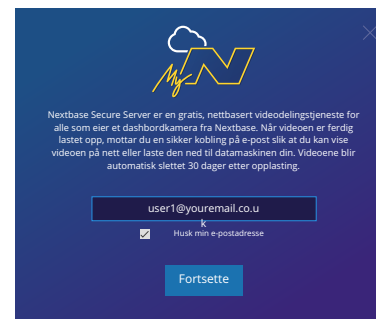 My N
Nextbase Secure Server er en gratis, nettbasert videodelingstjeneste for
alle som eier et dashbordkamera fra Nextbase. Når videoen er ferdig
lastet opp, mottar du en sikker kobling på e-post slik at du kan vise
videoen på nett eller laste den ned til datamaskinen din. Videoene blir
automatisk slettet 30 dager etter opplasting.
user1@youremail.co.u
k
Husk min e-postadresse
Fortsette